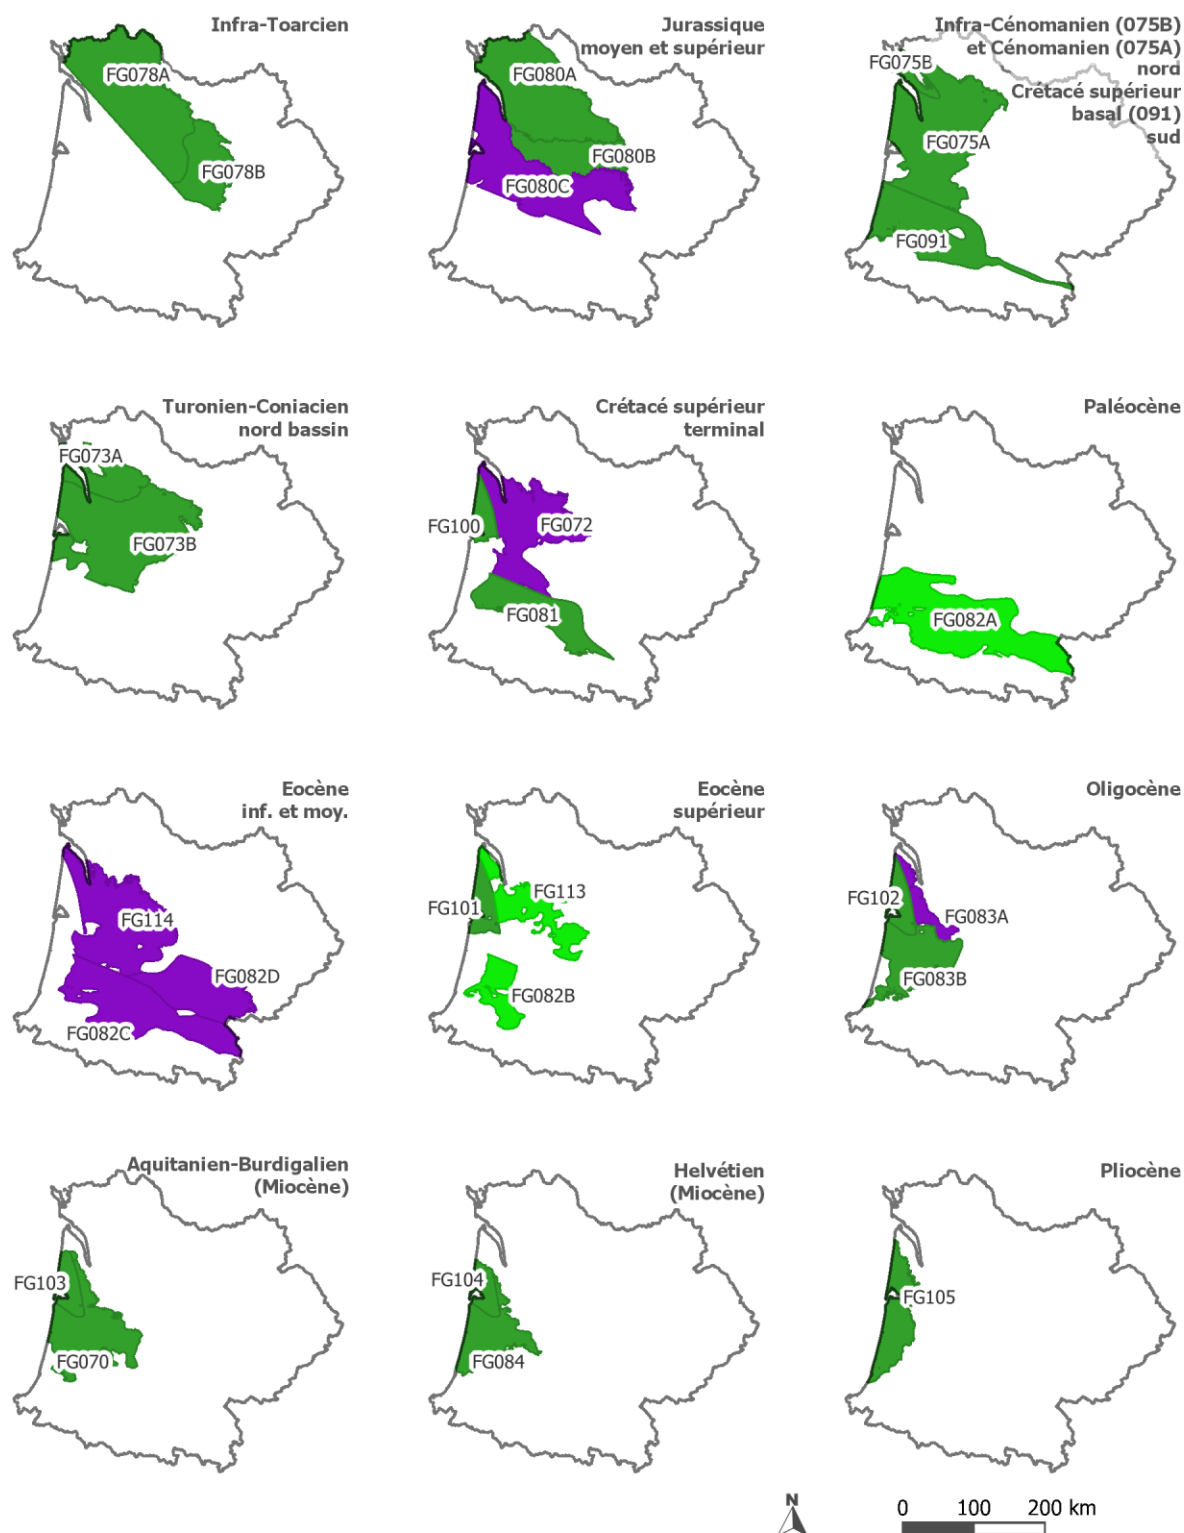 Infra-Toarcien
FG078A
FG078B
Jurassique
moyen et supérieur
FG080A
FG080B
FG080C
Infra-Cénomanien (075B)
et Cénomanien (075A)
nord
Crétacé supérieur
basal (091)
sud
FG075B
FG075A
FG091
Turonien-Coniacien
nord bassin
FG073A
FG073B
Crétacé supérieur
terminal
FG100
FG072
FG081
Paléocène
FG082A
Eocène
inf. et moy.
FG114
FG082D
FG082C
Eocène
supérieur
FG113
FG101
FG082B
Oligocène
FG102
FG083A
FG083B
Aquitanien-Burdigalien
(Miocène)
FG103
FG070
Helvétien
(Miocène)
FG104
FG084
Pliocène
FG105
N
0 100 200 km